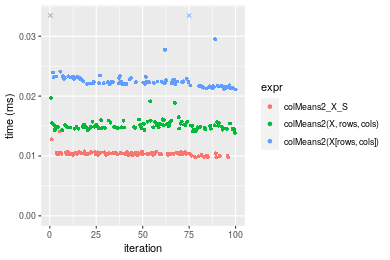 0.03
0.02
0.01
0.00
time (ms)
0
25
50
75
100
iteration
expr
colMeans2_X_S
colMeans2(X, rows, cols)
colMeans2(X[rows, cols])